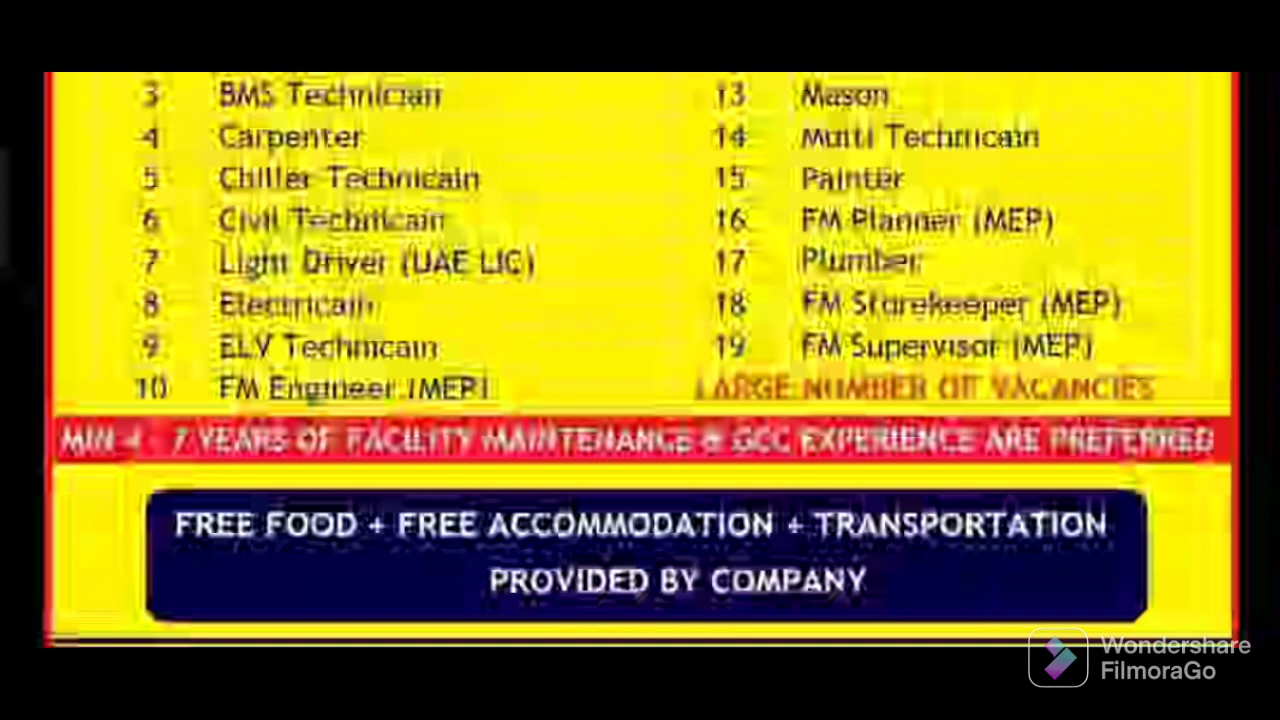 3 BMS Technician 13 Mason
4 Carpenter 14 Multi Technicain
5 Chiller Technicain 15 Painter
6 Civil Technicain 16 FM Planner (MEP)
7 Light Driver (UAE LIC) 17 Plumber
8 Electricain 18 FM Storekeeper (MEP)
9 ELV Technicain 19 FM Supervisor (MEP)
10 FM Engineer (MEP) LARGE NUMBER OF VACANCIES
MIN 4 - 7 YEARS OF FACILITY MAINTENANCE & GCC EXPERIENCE ARE PREFERRED
FREE FOOD + FREE ACCOMMODATION + TRANSPORTATION
PROVIDED BY COMPANY
Wondershare
FilmoraGo